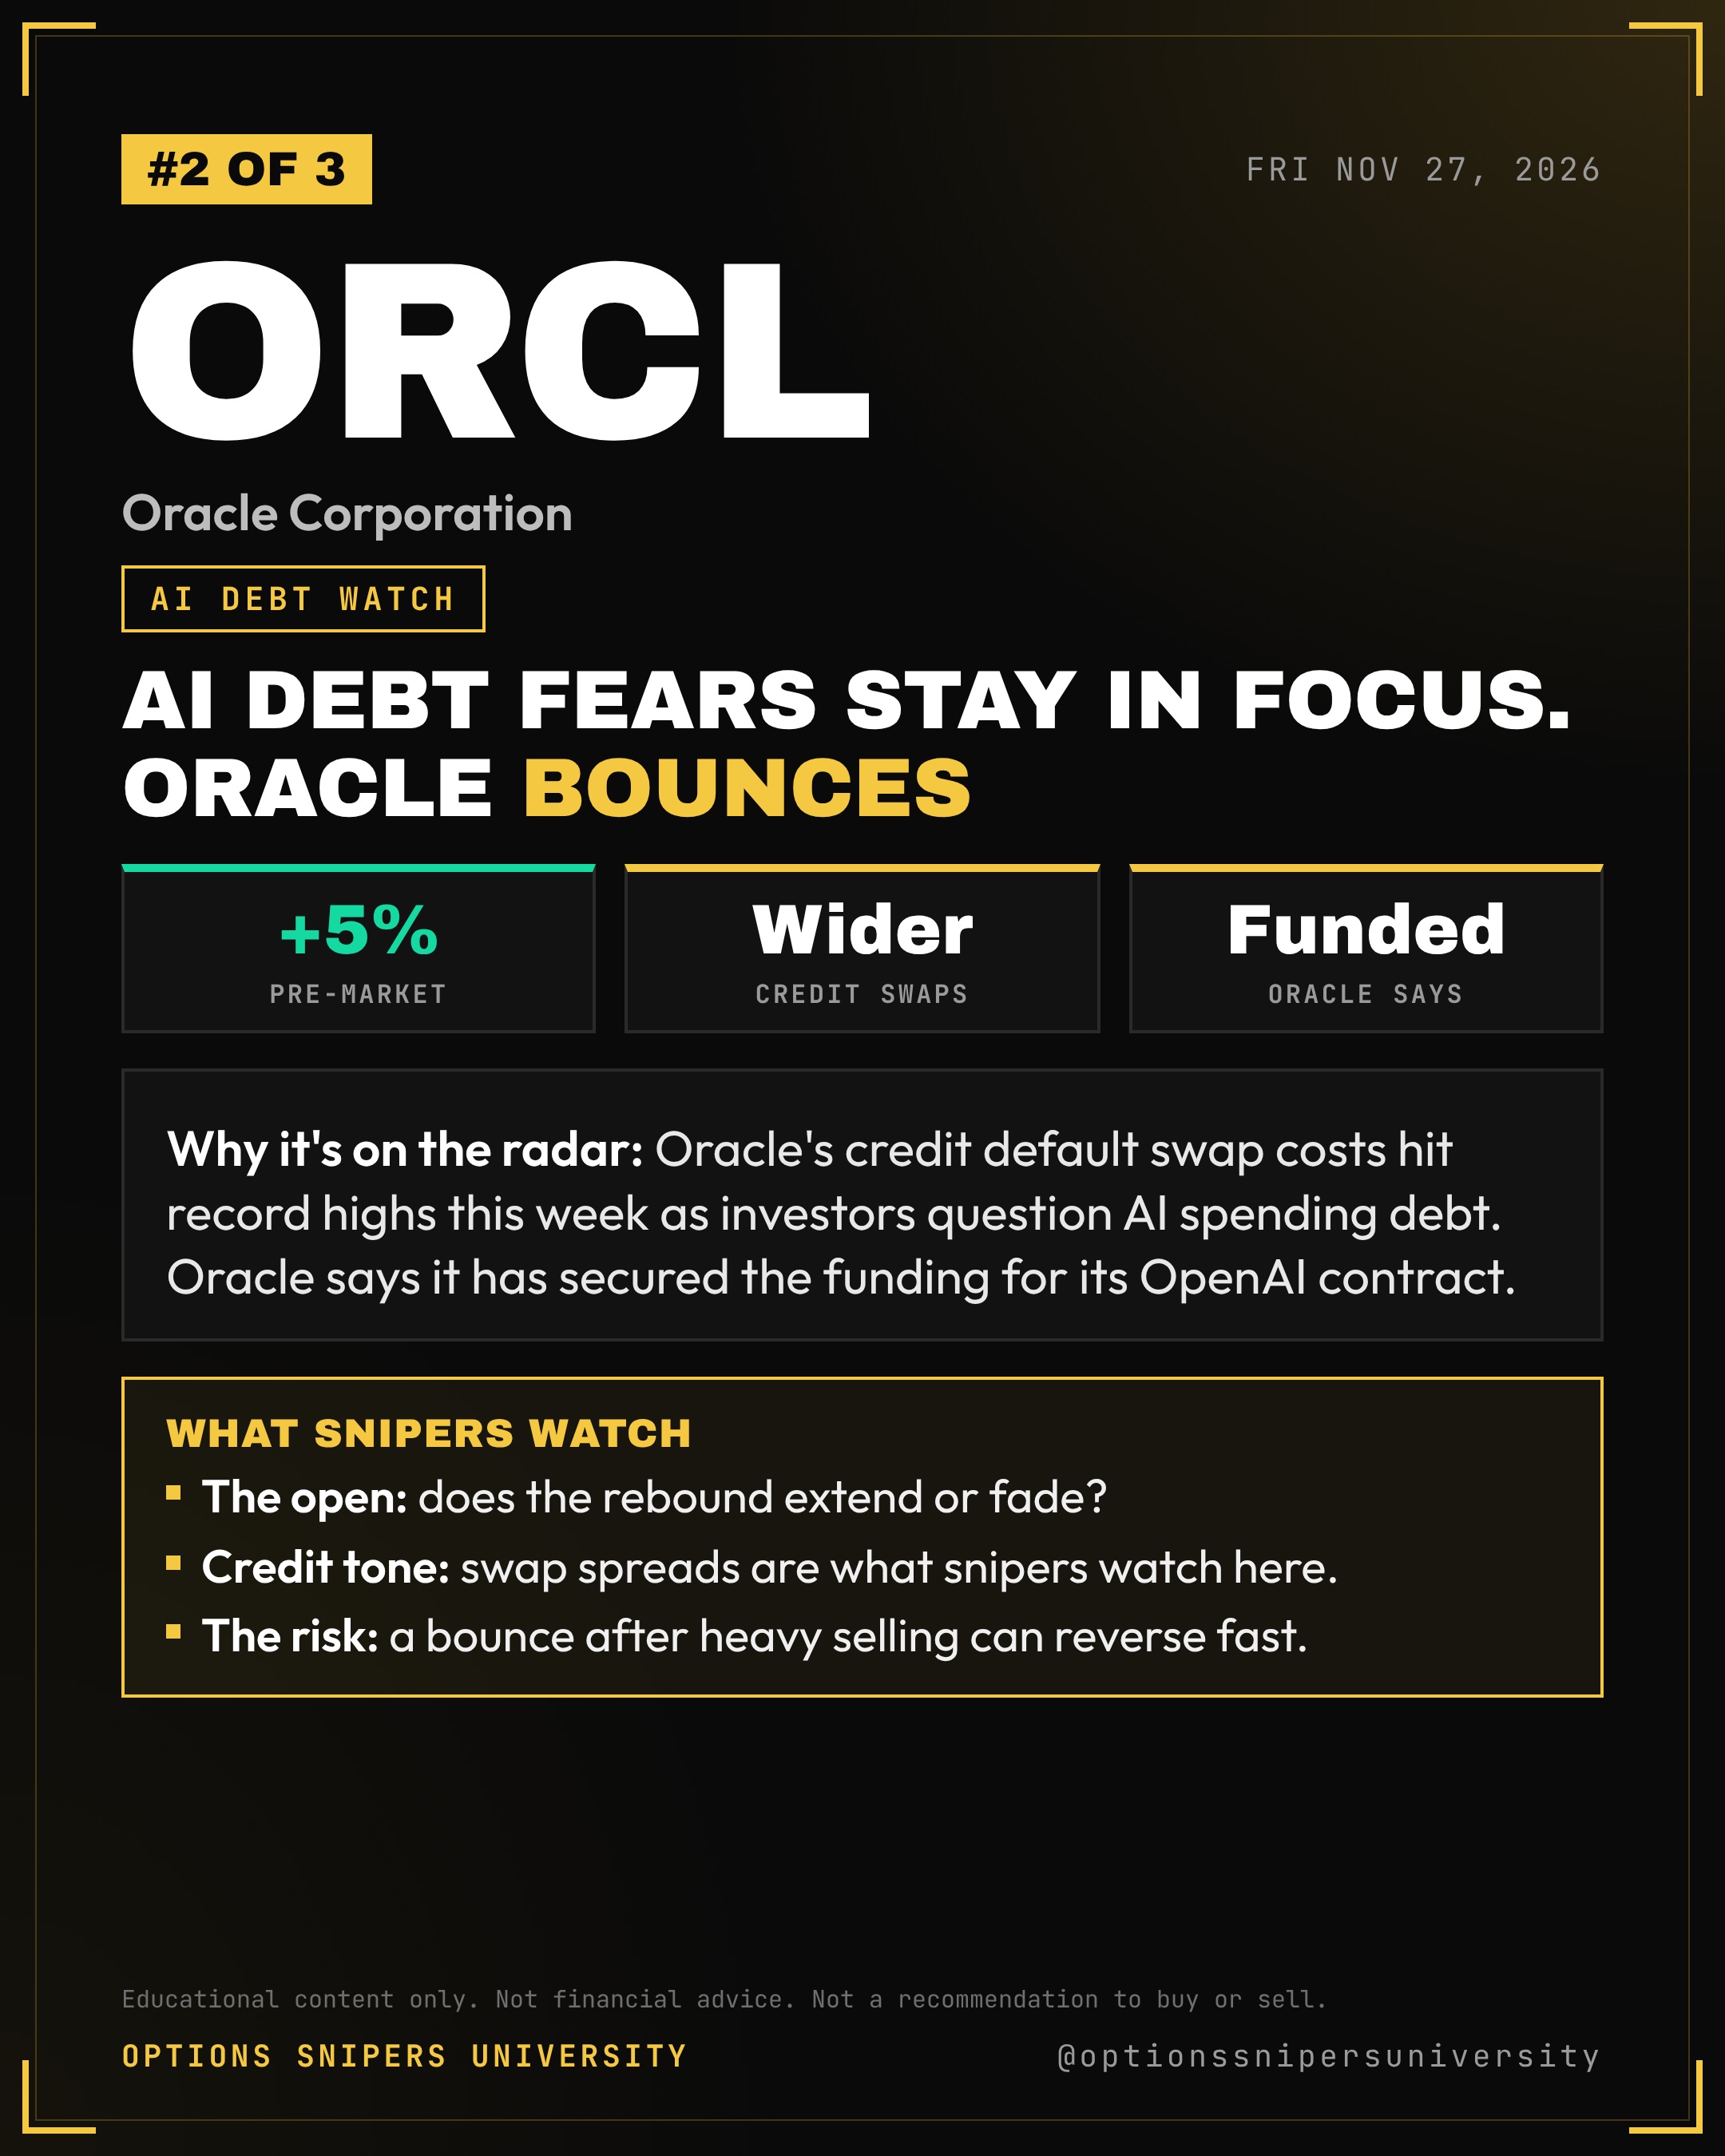 #2 OF 3
FRI NOV 27, 2026
ORCL
Oracle Corporation
AI DEBT WATCH
AI DEBT FEARS STAY IN FOCUS.
ORACLE BOUNCES
+5%
PRE-MARKET
Wider
CREDIT SWAPS
Funded
ORACLE SAYS
Why it's on the radar: Oracle's credit default swap costs hit
record highs this week as investors question AI spending debt.
Oracle says it has secured the funding for its OpenAI contract.
WHAT SNIPERS WATCH
The open: does the rebound extend or fade?
Credit tone: swap spreads are what snipers watch here.
The risk: a bounce after heavy selling can reverse fast.
Educational content only. Not financial advice. Not a recommendation to buy or sell.
OPTIONS SNIPERS UNIVERSITY
@optionssnipersuniversity